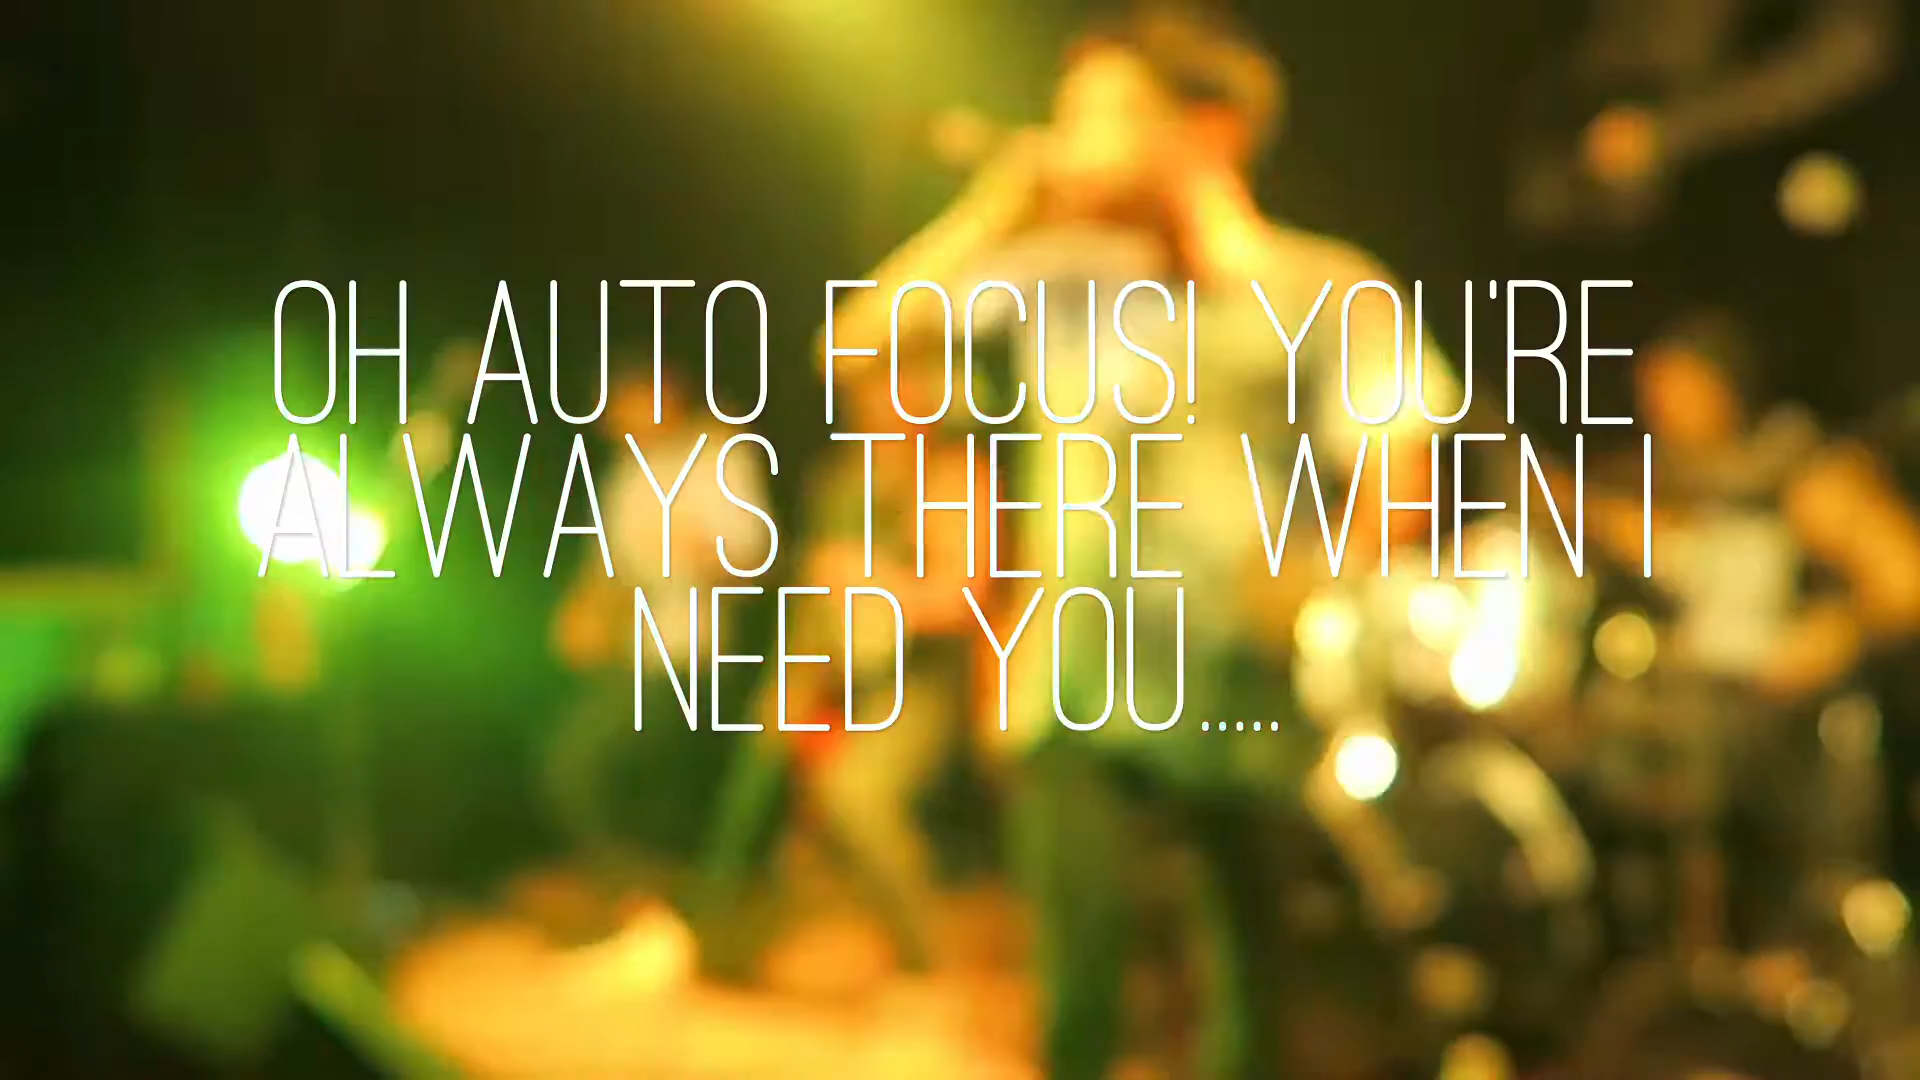 OH AUTO FOCUS! YOU'RE
ALWAYS THERE WHEN I
NEED YOU.....